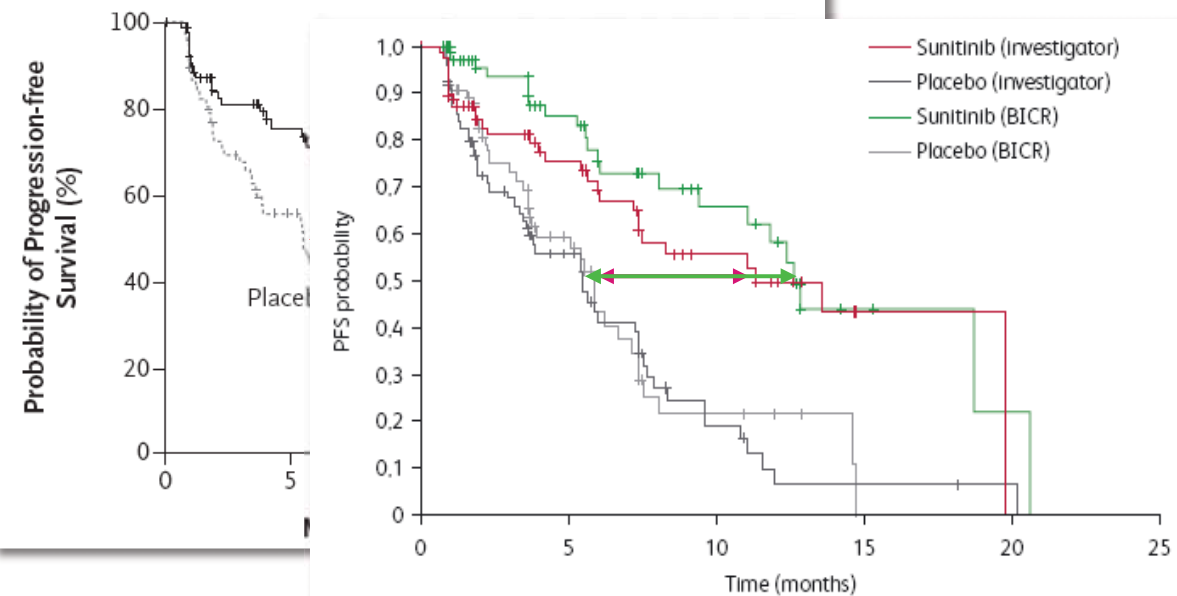 Probability of Progression-free
Survival (%)
100
80
60
40
20
0
0
5
Placeb
PFS probability
1,0
0,9
0,8
0,7
0,6
0,5
0,4
0,3
0,2
0,1
0
0
5
10
15
20
25
Time (months)
Sunitinib (investigator)
Placebo (investigator)
Sunitinib (BICR)
Placebo (BICR)